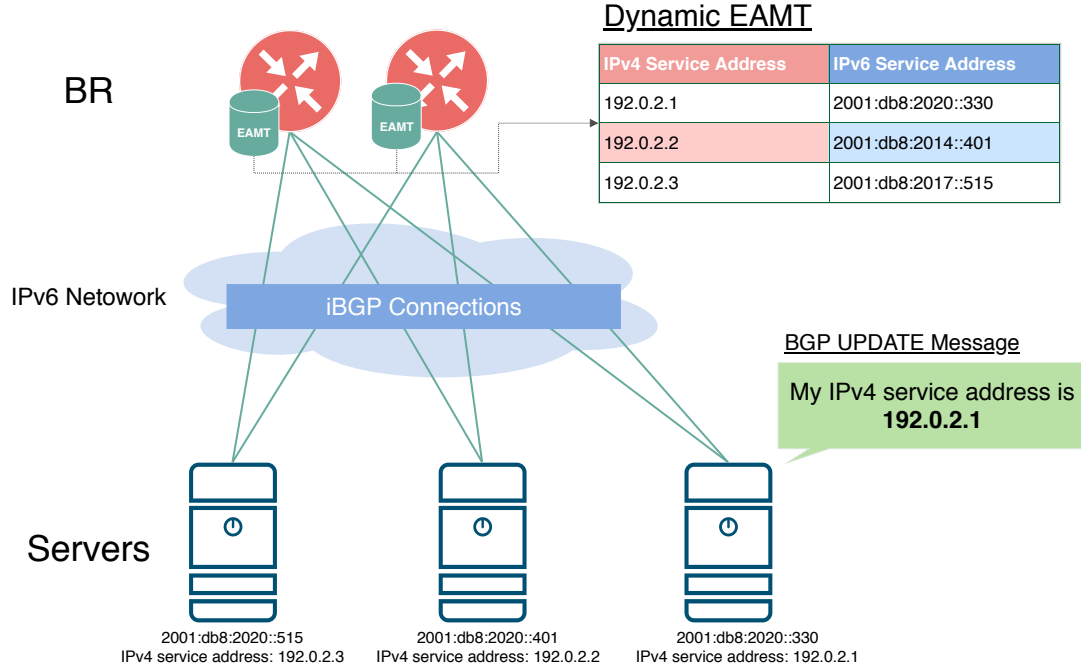 Dynamic EAMT
BR
IPv4 Service Address IPv6 Service Address
192.0.2.1 2001:db8:2020::330
192.0.2.2 2001:db8:2014::401
192.0.2.3 2001:db8:2017::515
EAMT EAMT
IPv6 Netowork
iBGP Connections
BGP UPDATE Message
My IPv4 service address is
192.0.2.1
Servers
2001:db8:2020::515 2001:db8:2020::401 2001:db8:2020::330
IPv4 service address: 192.0.2.3 IPv4 service address: 192.0.2.2 IPv4 service address: 192.0.2.1